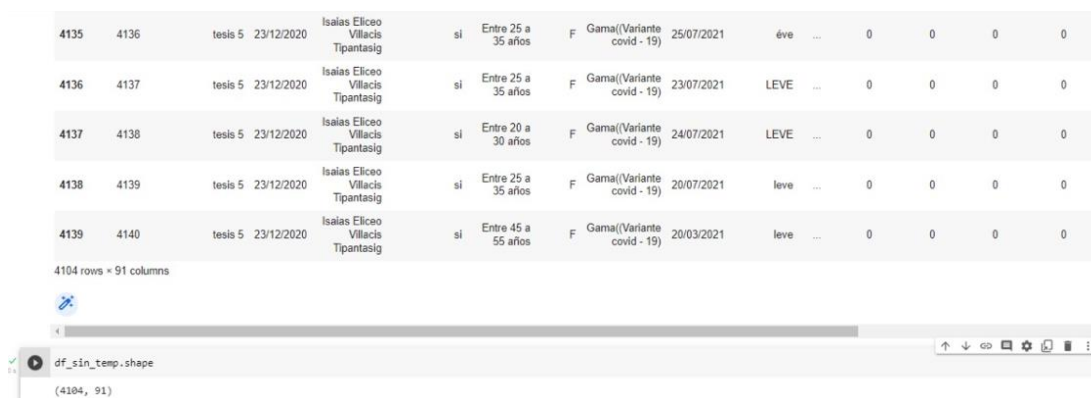 4135 4136 tesis 5 23/12/2020 Isaias Eliceo Villacis Tipantasig si Entre 25 a 35 años F Gama((Variante covid - 19) 25/07/2021 éve ... 0 0 0 0
4136 4137 tesis 5 23/12/2020 Isaias Eliceo Villacis Tipantasig si Entre 25 a 35 años F Gama((Variante covid - 19) 23/07/2021 LEVE ... 0 0 0 0
4137 4138 tesis 5 23/12/2020 Isaias Eliceo Villacis Tipantasig si Entre 20 a 30 años F Gama((Variante covid - 19) 24/07/2021 LEVE ... 0 0 0 0
4138 4139 tesis 5 23/12/2020 Isaias Eliceo Villacis Tipantasig si Entre 25 a 35 años F Gama((Variante covid - 19) 20/07/2021 leve ... 0 0 0 0
4139 4140 tesis 5 23/12/2020 Isaias Eliceo Villacis Tipantasig si Entre 45 a 55 años F Gama((Variante covid - 19) 20/03/2021 leve ... 0 0 0 0
4104 rows × 91 columns
df_sin_temp.shape
(4104, 91)